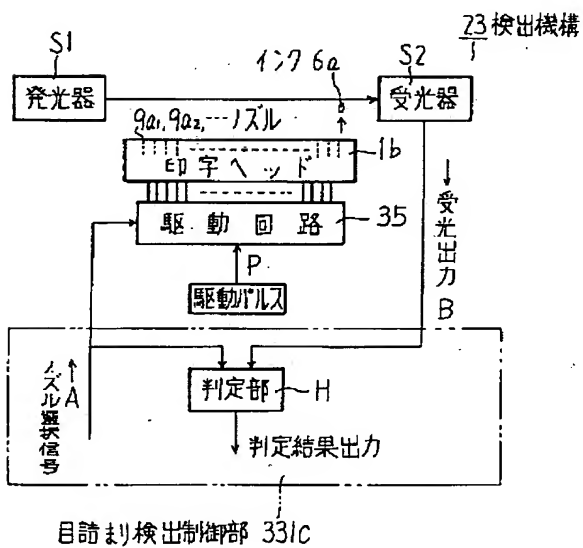 23 検出機構
S1
インク 6a
S2
発光器
受光器
9a1, 9a2, ---ノズル
1b
印字ヘッド
駆動回路
35
受光出力 B
P
駆動パルス
ノズル選択信号 A
判定部
H
判定結果出力
目詰まり検出制御部 331c